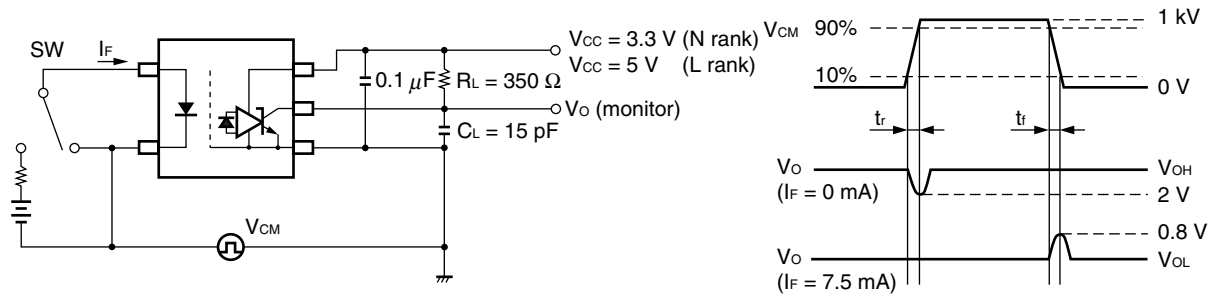 SW
IF
VCC = 3.3 V (N rank)
VCC = 5 V (L rank)
0.1 μF
RL = 350 Ω
VO (monitor)
CL = 15 pF
VCM
VCM
90%
10%
1 kV
0 V
tr
tf
VO
(IF = 0 mA)
VOH
2 V
0.8 V
VO
(IF = 7.5 mA)
VOL